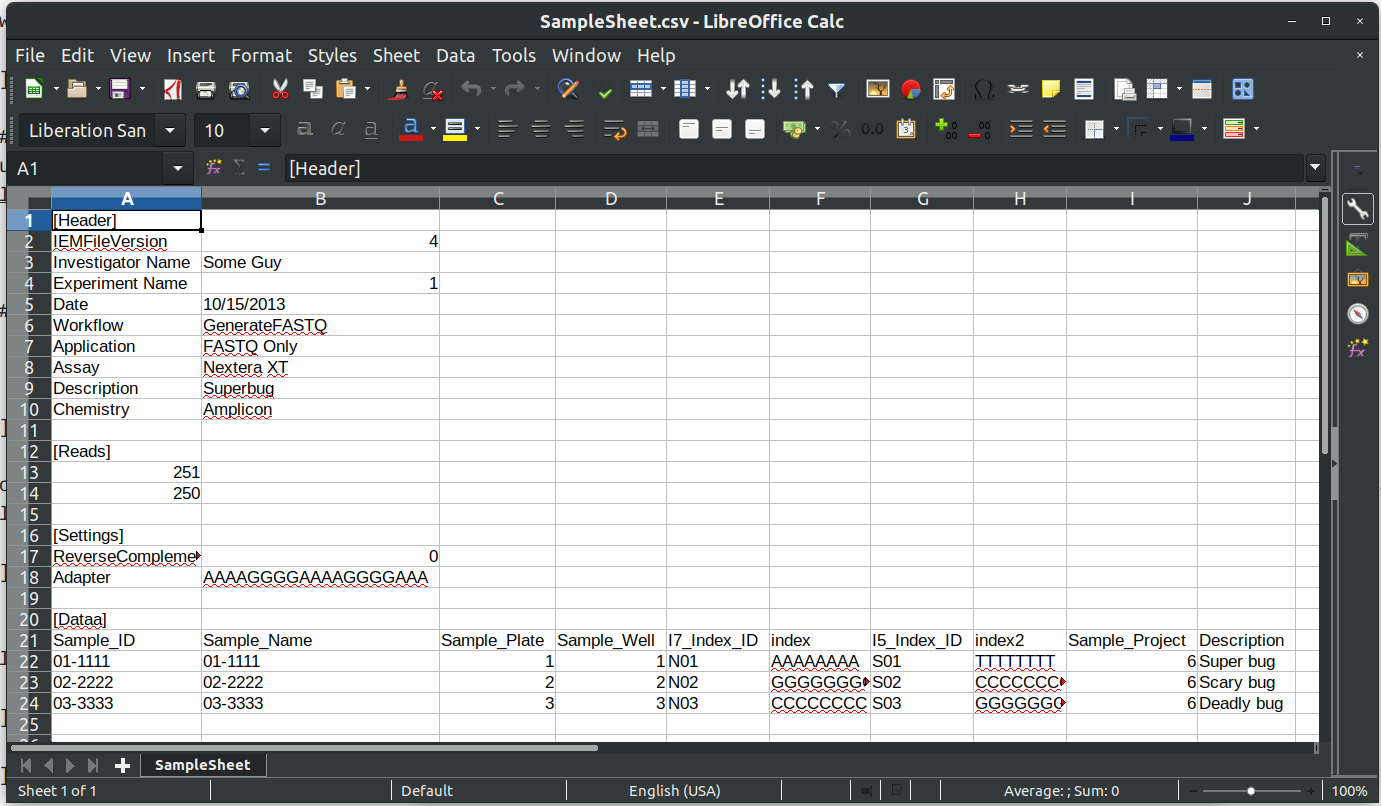 SampleSheet.csv - LibreOffice Calc
File Edit View Insert Format Styles Sheet Data Tools Window Help
Liberation San 10
A1 [Header]
A B C D E F G H I J
1 [Header]
2 IEMFileVersion 4
3 Investigator Name Some Guy
4 Experiment Name 1
5 Date 10/15/2013
6 Workflow GenerateFASTQ
7 Application FASTQ Only
8 Assay Nextera XT
9 Description Superbug
10 Chemistry Amplicon
11
12 [Reads]
13 251
14 250
15
16 [Settings]
17 ReverseCompleme 0
18 Adapter AAAAGGGGAAAAGGGGAAA
19
20 [Dataa]
21 Sample_ID Sample_Name Sample_Plate Sample_Well I7_Index_ID index I5_Index_ID index2 Sample_Project Description
22 01-1111 01-1111 1 1 N01 AAAAAAAA S01 TTTTTTTT 6 Super bug
23 02-2222 02-2222 2 2 N02 GGGGGGG S02 CCCCCCC 6 Scary bug
24 03-3333 03-3333 3 3 N03 CCCCCCCC S03 GGGGGGG 6 Deadly bug
25
SampleSheet
Sheet 1 of 1 Default English (USA) Average: ; Sum: 0 100%